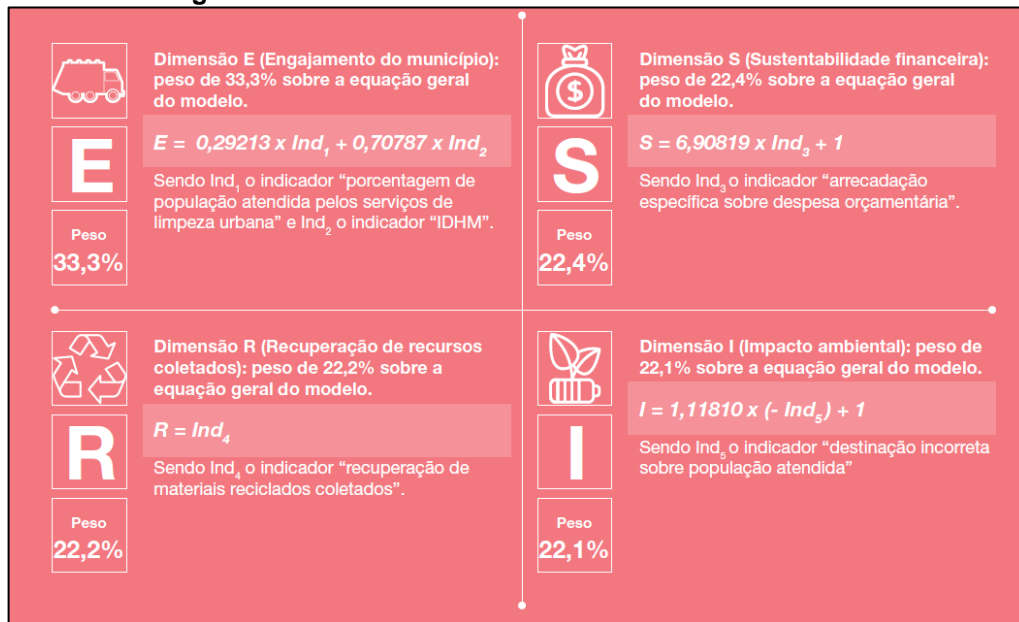 Dimensão E (Engajamento do município):
peso de 33,3% sobre a equação geral
do modelo.
E
E = 0,29213 x Ind₁ + 0,70787 x Ind₂
Sendo Ind₁ o indicador “porcentagem de
população atendida pelos serviços de
limpeza urbana” e Ind₂ o indicador “IDHM”.
Peso
33,3%
$
Dimensão S (Sustentabilidade financeira):
peso de 22,4% sobre a equação geral
do modelo.
S
S = 6,90819 x Ind₃ + 1
Sendo Ind₃ o indicador “arrecadação
específica sobre despesa orçamentária”.
Peso
22,4%
Dimensão R (Recuperação de recursos
coletados): peso de 22,2% sobre a
equação geral do modelo.
R
R = Ind₄
Sendo Ind₄ o indicador “recuperação de
materiais reciclados coletados”.
Peso
22,2%
Dimensão I (Impacto ambiental): peso de
22,1% sobre a equação geral do modelo.
I
I = 1,11810 x (- Ind₅) + 1
Sendo Ind₅ o indicador “destinação incorreta
sobre população atendida”
Peso
22,1%